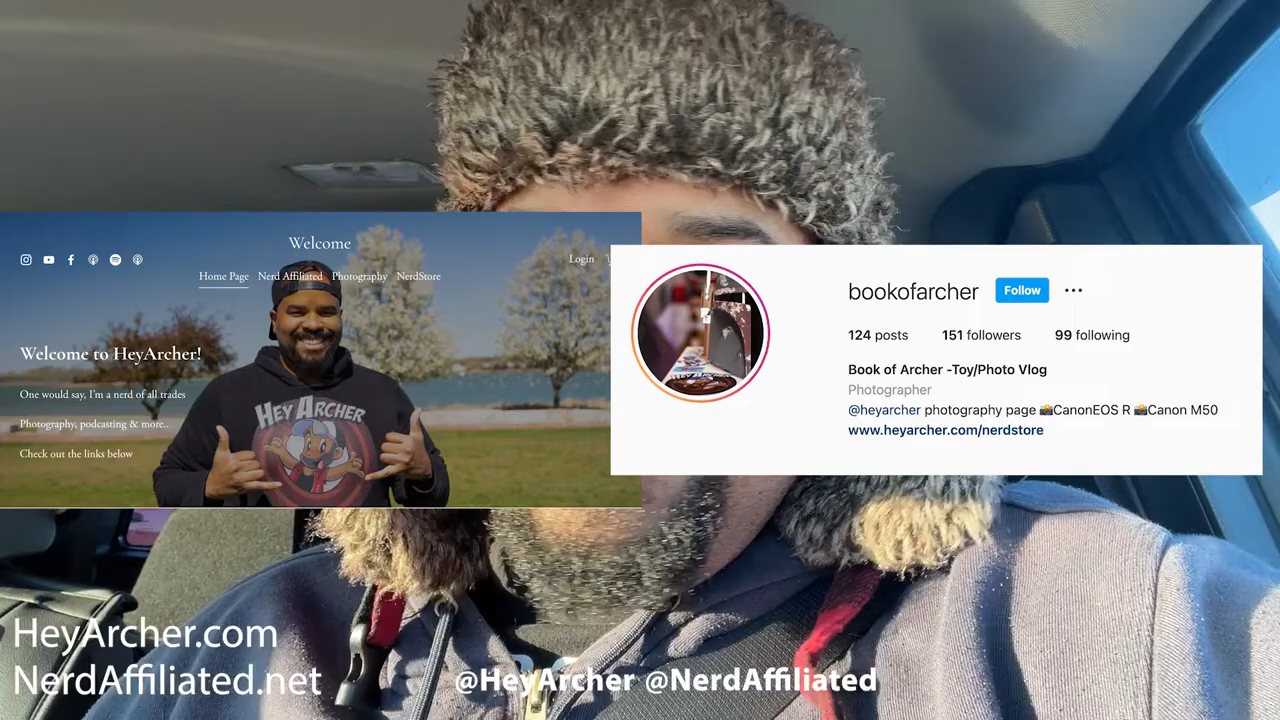 Welcome
Login
Home Page Nerd Affiliated Photography NerdStore
Welcome to HeyArcher!
One would say, I'm a nerd of all trades
Photography, podcasting & more..
Check out the links below
HEY ARCHER
bookofarcher Follow
124 posts 151 followers 99 following
Book of Archer -Toy/Photo Vlog
Photographer
@heyarcher photography page 📸CanonEOS R 📸Canon M50
www.heyarcher.com/nerdstore
HeyArcher.com
NerdAffiliated.net
@HeyArcher @NerdAffiliated